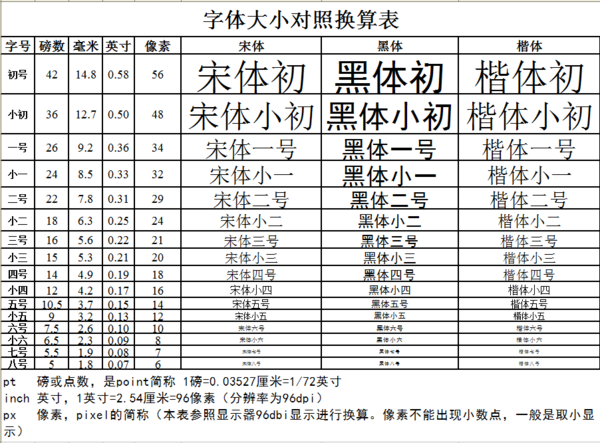 字体大小对照换算表
字号 磅数 毫米 英寸 像素 宋体 黑体 楷体
初号 42 14.8 0.58 56 宋体初 黑体初 楷体初
小初 36 12.7 0.50 48 宋体小初 黑体小初 楷体小初
一号 26 9.2 0.36 34 宋体一号 黑体一号 楷体一号
小一 24 8.5 0.33 32 宋体小一 黑体小一 楷体小一
二号 22 7.8 0.31 29 宋体二号 黑体二号 楷体二号
小二 18 6.3 0.25 24 宋体小二 黑体小二 楷体小二
三号 16 5.6 0.22 21 宋体三号 黑体三号 楷体三号
小三 15 5.3 0.21 20 宋体小三 黑体小三 楷体小三
四号 14 4.9 0.19 18 宋体四号 黑体四号 楷体四号
小四 12 4.2 0.17 16 宋体小四 黑体小四 楷体小四
五号 10.5 3.7 0.15 14 宋体五号 黑体五号 楷体五号
小五 9 3.2 0.13 12 宋体小五 黑体小五 楷体小五
六号 7.5 2.6 0.10 10 宋体六号 黑体六号 楷体六号
小六 6.5 2.3 0.09 8 宋体小六 黑体小六 楷体小六
七号 5.5 1.9 0.08 7 宋体七号 黑体七号 楷体七号
八号 5 1.8 0.07 6 宋体八号 黑体八号 楷体八号
pt 磅或点数，是point简称 1磅=0.03527厘米=1/72英寸
inch 英寸，1英寸=2.54厘米=96像素（分辨率为96dpi）
px 像素，pixel的简称（本表参照显示器96dbi显示进行换算。像素不能出现小数点，一般是取小显
示）